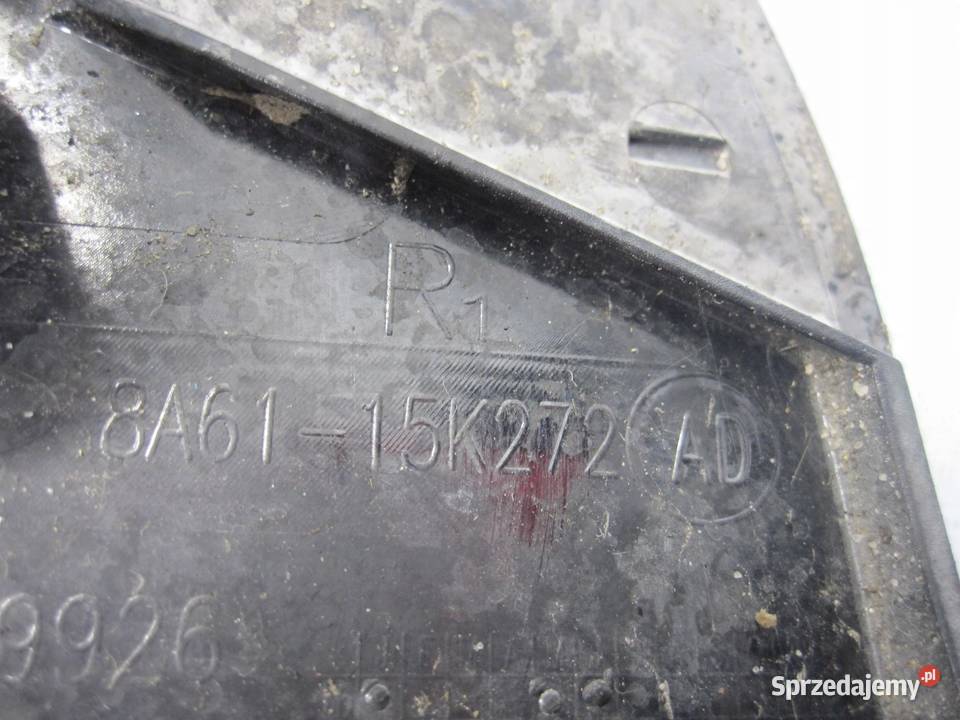 R1
8A61-15K272 AD
9926
Sprzedajemy.pl